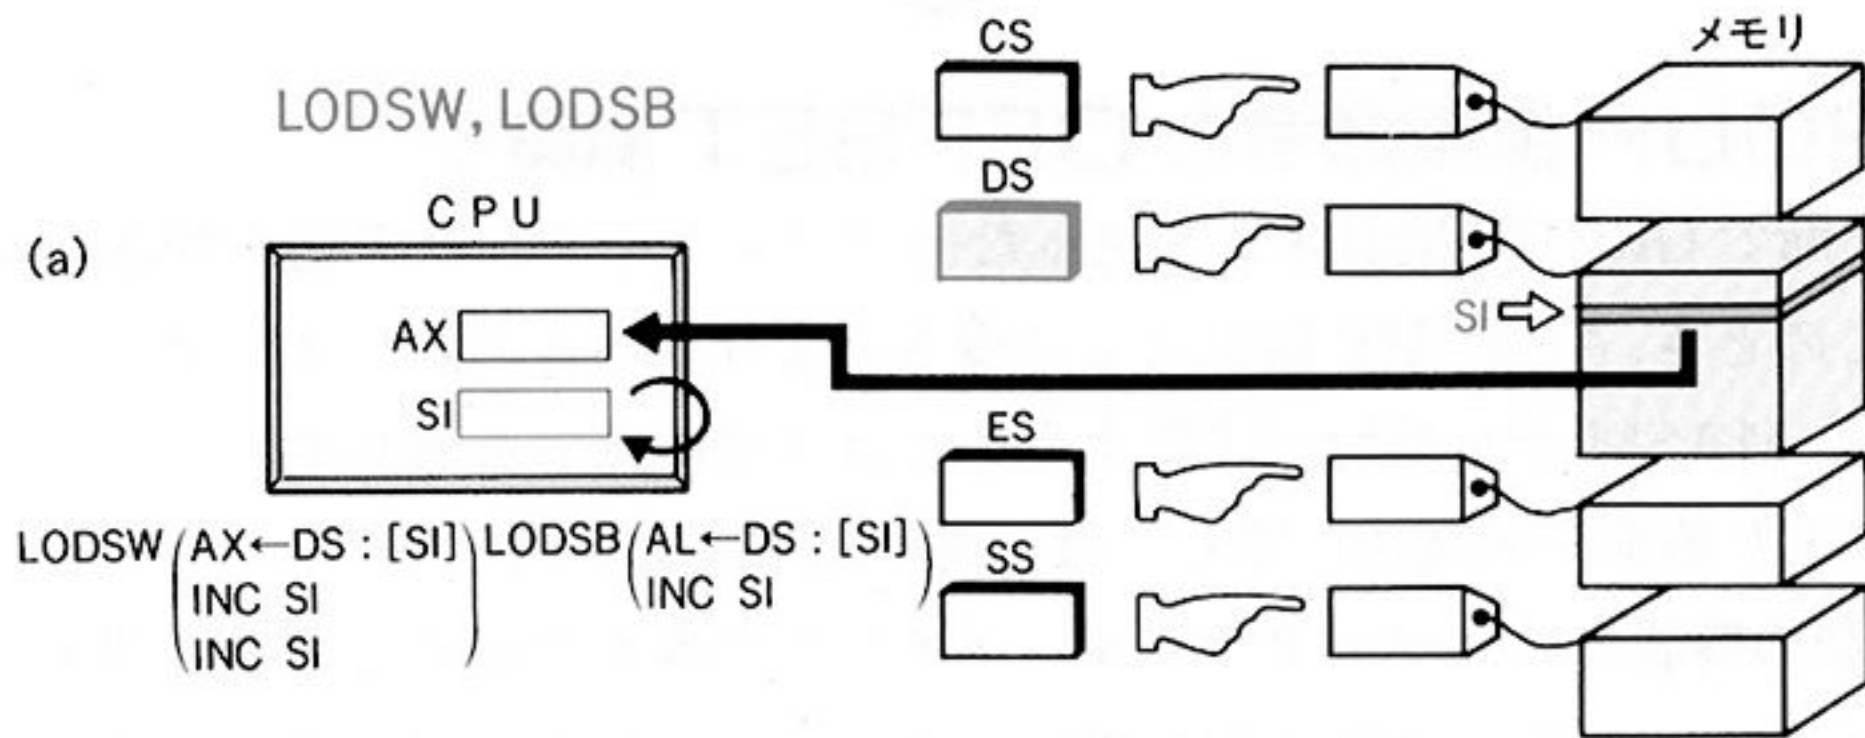 LODSW, LODSB
(a)
CPU
AX
SI
LODSW(AX←DS:[SI]
INC SI
INC SI)
LODSB(AL←DS:[SI]
INC SI)
CS
DS
ES
SS
メモリ
SI